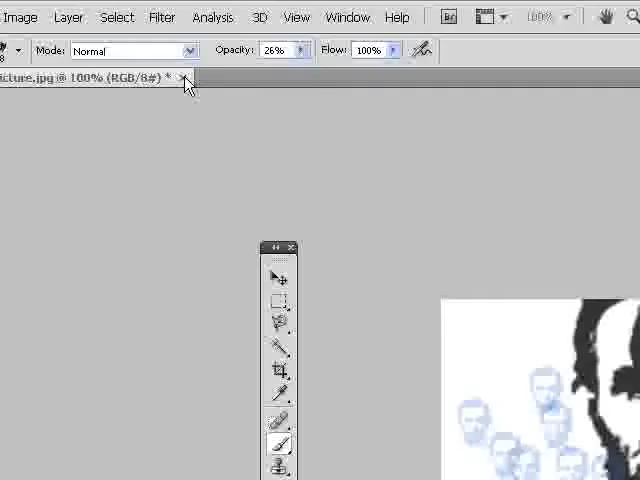 Image Layer Select Filter Analysis 3D View Window Help Br 100%
Mode: Normal Opacity: 26% Flow: 100%
icture.jpg @ 100% (RGB/8#) *